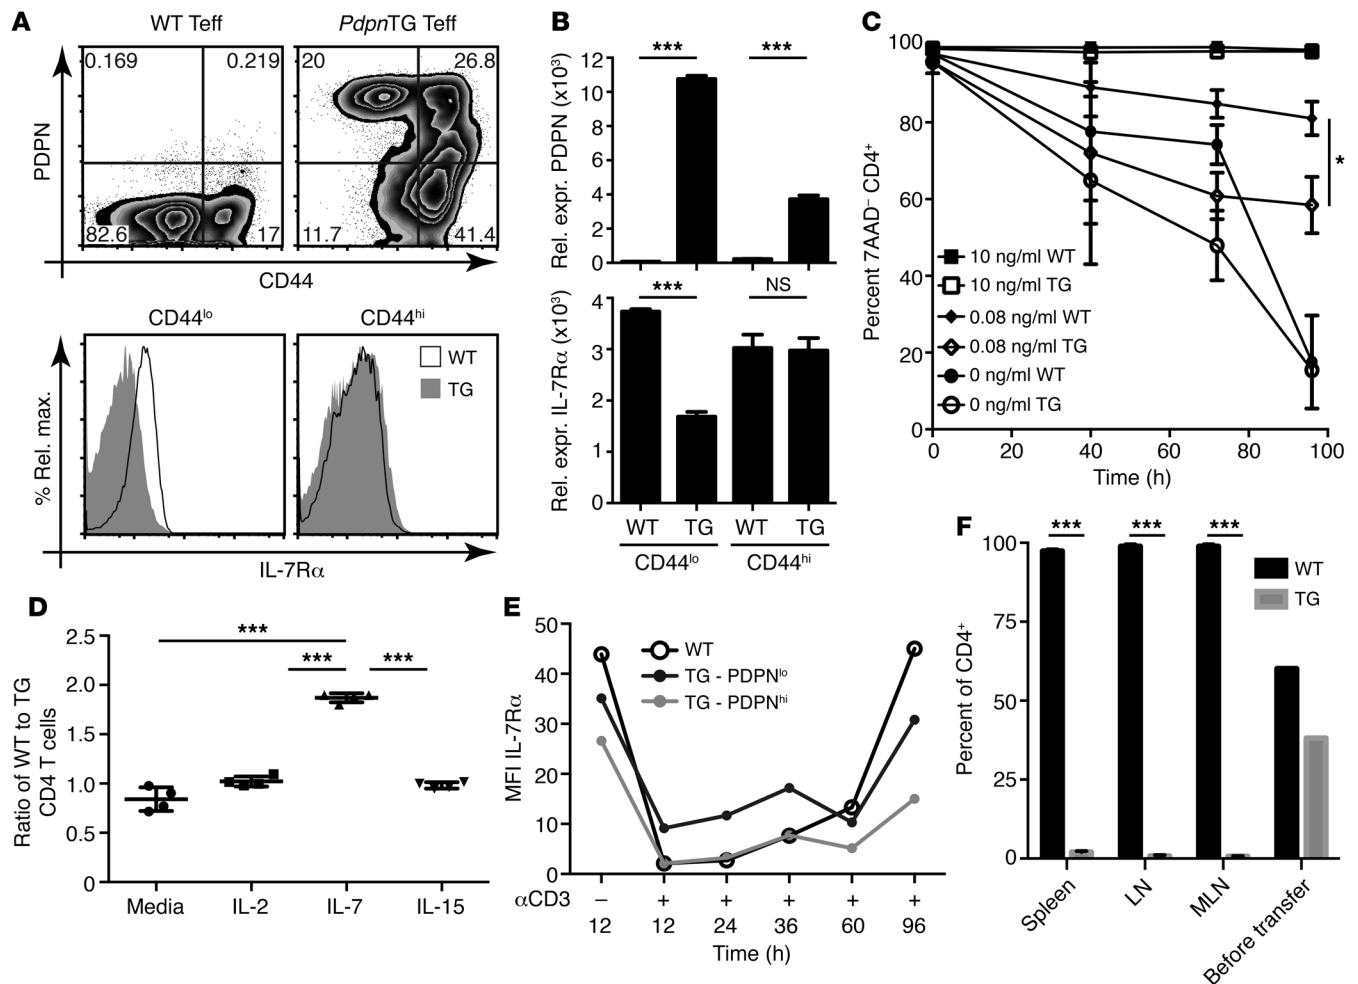 A
WT Teff
PdpnTG Teff
PDPN
0.169
0.219
82.6
17
20
26.8
11.7
41.4
CD44
CD44lo
CD44hi
% Rel. max.
WT
TG
IL-7Rα
B
Rel. expr. PDPN (x10³)
12
10
8
6
4
2
0
***
***
Rel. expr. IL-7Rα (x10³)
4
3
2
1
0
***
NS
WT
TG
WT
TG
CD44lo
CD44hi
C
Percent 7AAD⁻ CD4⁺
100
80
60
40
20
0
*
10 ng/ml WT
10 ng/ml TG
0.08 ng/ml WT
0.08 ng/ml TG
0 ng/ml WT
0 ng/ml TG
0
20
40
60
80
100
Time (h)
D
Ratio of WT to TG
CD4 T cells
2.5
2.0
1.5
1.0
0.5
0
***
***
***
Media
IL-2
IL-7
IL-15
E
MFI IL-7Rα
50
40
30
20
10
0
WT
TG - PDPNlo
TG - PDPNhi
αCD3
– + + + + +
12 12 24 36 60 96
Time (h)
F
Percent of CD4⁺
100
75
50
25
0
***
***
***
WT
TG
Spleen
LN
MLN
Before transfer